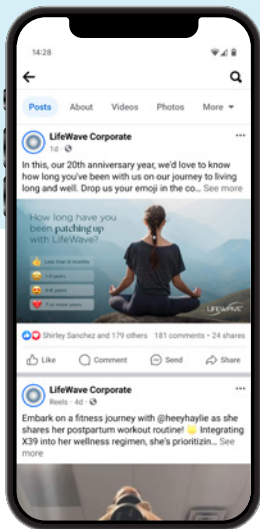 14:28
Posts About Videos Photos More
LifeWave Corporate
1d
In this, our 20th anniversary year, we'd love to know
how long you've been with us on our journey to living
long and well. Drop us your emoji in the co... See more
How long have you
been patching up
with LifeWave?
Less than 6 months
1-3 years
4-6 years
7 or more years
LIFEWAVE
Shirley Sanchez and 179 others 181 comments • 24 shares
Like Comment Send Share
LifeWave Corporate
Reels · 4d
Embark on a fitness journey with @heeyhaylie as she
shares her postpartum workout routine! Integrating
X39 into her wellness regimen, she's prioritizin... See
more